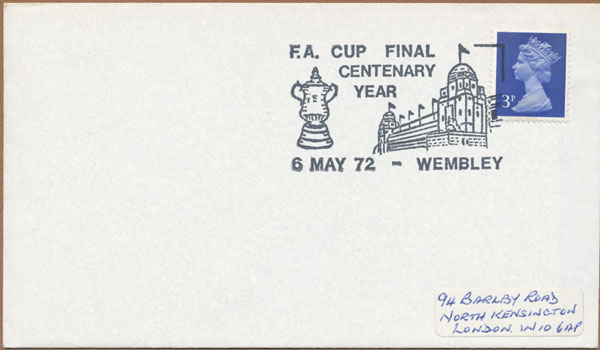 F.A. CUP FINAL
CENTENARY
YEAR
3P
6 MAY 72 - WEMBLEY
94 BARLBY ROAD
NORTH KENSINGTON
LONDON. W10 6AP